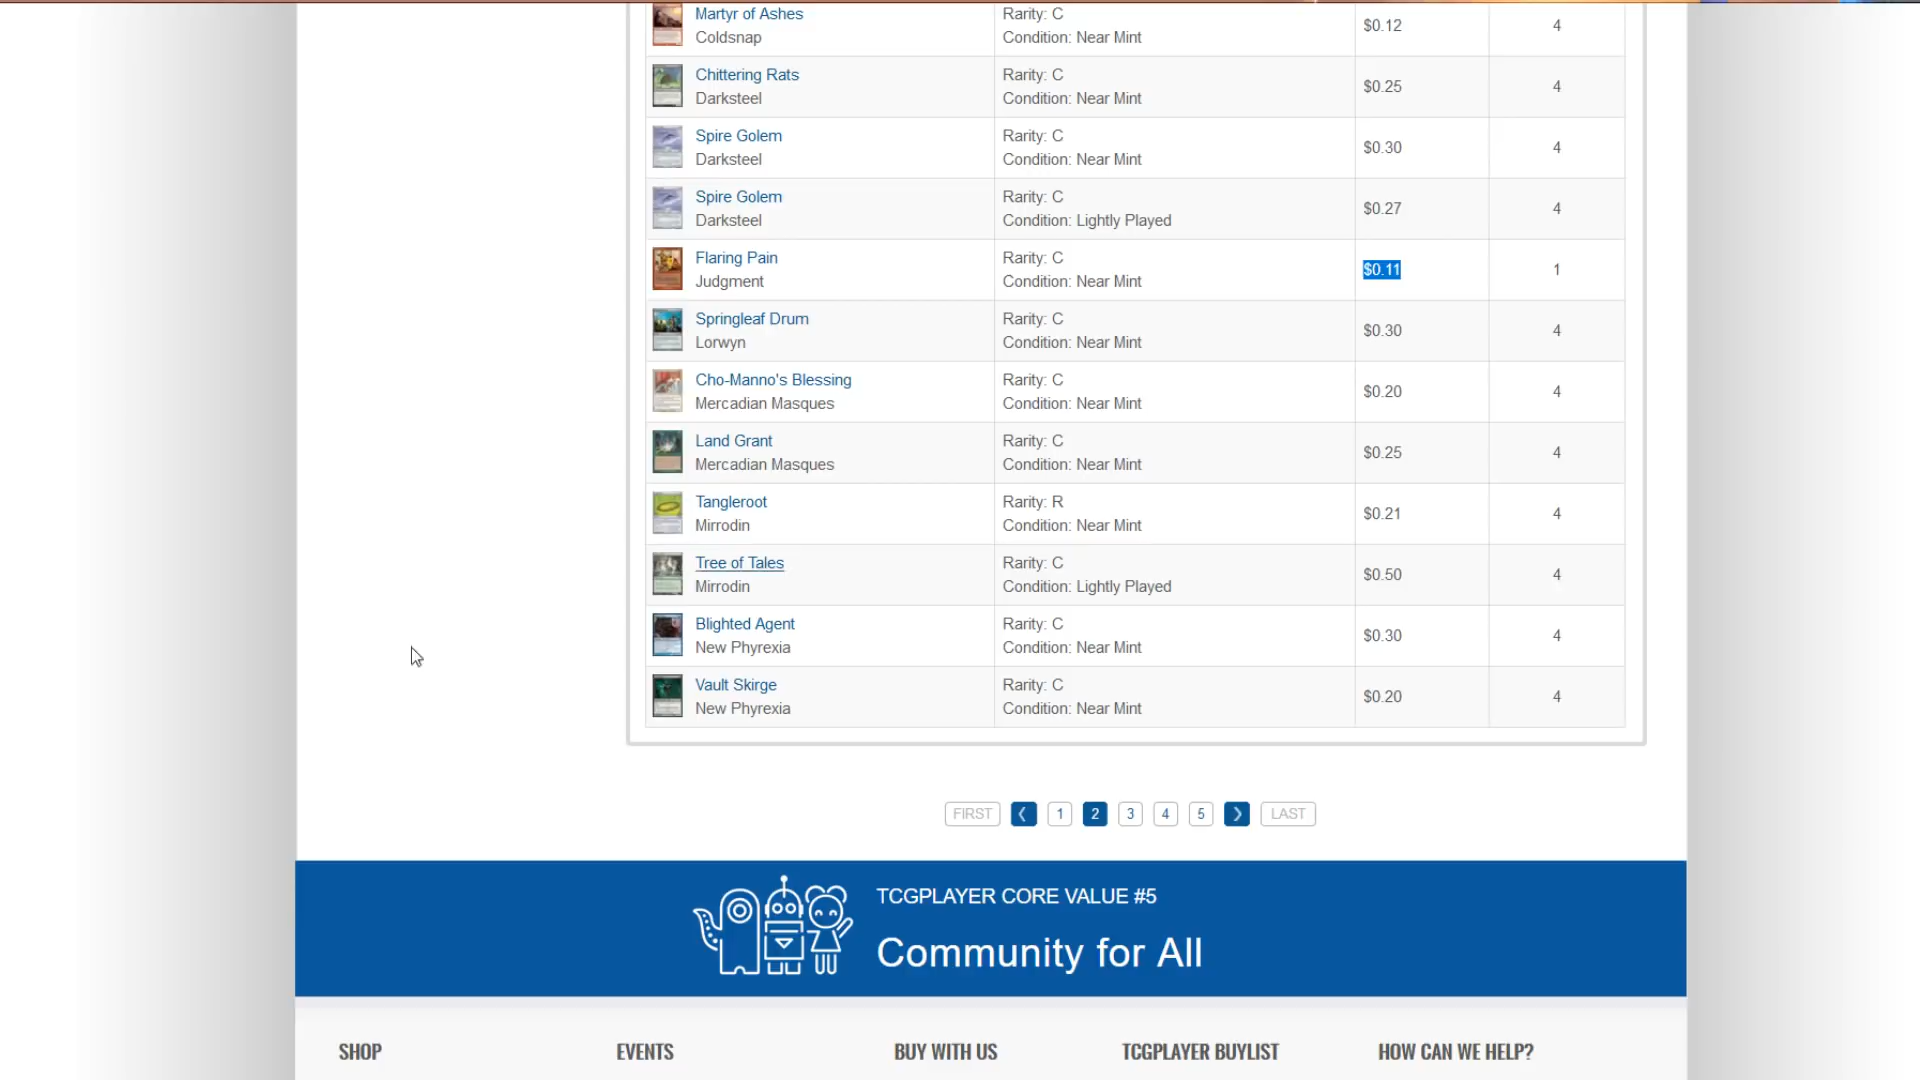 Martyr of Ashes
Coldsnap
Rarity: C
Condition: Near Mint
$0.12
4
Chittering Rats
Darksteel
Rarity: C
Condition: Near Mint
$0.25
4
Spire Golem
Darksteel
Rarity: C
Condition: Near Mint
$0.30
4
Spire Golem
Darksteel
Rarity: C
Condition: Lightly Played
$0.27
4
Flaring Pain
Judgment
Rarity: C
Condition: Near Mint
$0.11
1
Springleaf Drum
Lorwyn
Rarity: C
Condition: Near Mint
$0.30
4
Cho-Manno's Blessing
Mercadian Masques
Rarity: C
Condition: Near Mint
$0.20
4
Land Grant
Mercadian Masques
Rarity: C
Condition: Near Mint
$0.25
4
Tangleroot
Mirrodin
Rarity: R
Condition: Near Mint
$0.21
4
Tree of Tales
Mirrodin
Rarity: C
Condition: Lightly Played
$0.50
4
Blighted Agent
New Phyrexia
Rarity: C
Condition: Near Mint
$0.30
4
Vault Skirge
New Phyrexia
Rarity: C
Condition: Near Mint
$0.20
4
FIRST 1 2 3 4 5 LAST
TCGPLAYER CORE VALUE #5
Community for All
SHOP EVENTS BUY WITH US TCGPLAYER BUYLIST HOW CAN WE HELP?